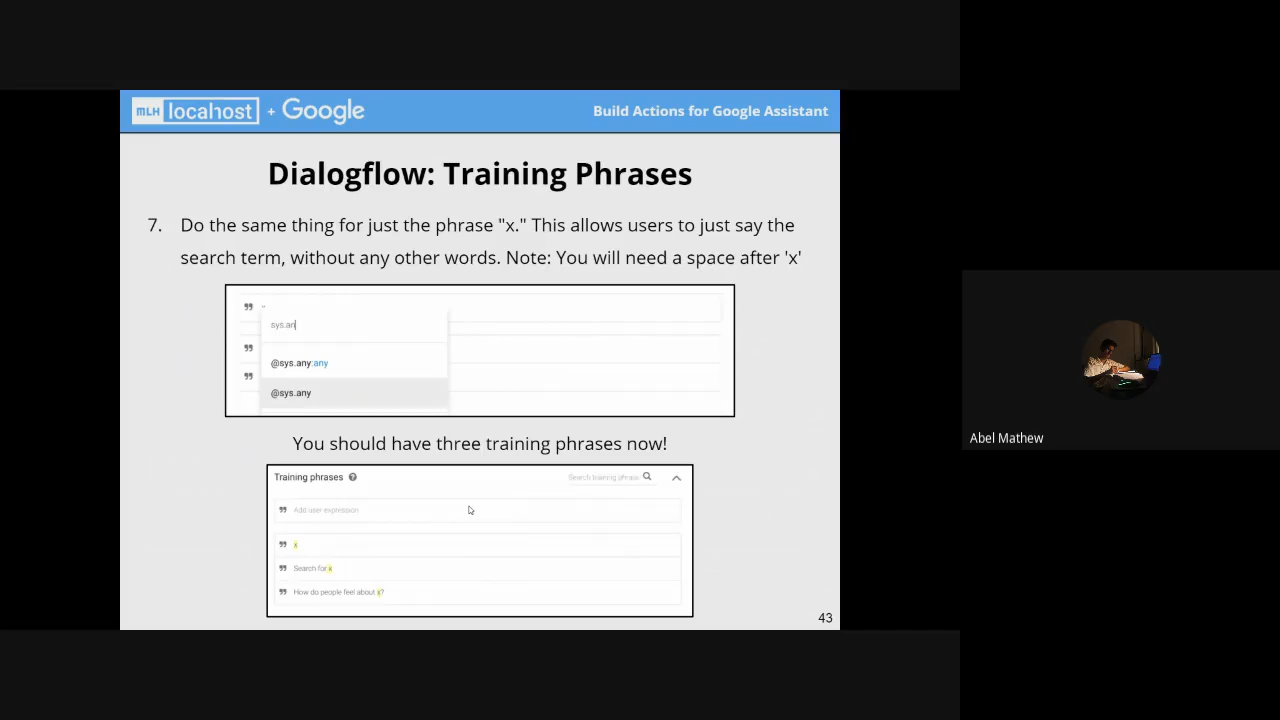 MLH localhost + Google
Build Actions for Google Assistant
Dialogflow: Training Phrases
7. Do the same thing for just the phrase "x." This allows users to just say the
search term, without any other words. Note: You will need a space after 'x'
sys.an
@sys.any:any
@sys.any
You should have three training phrases now!
Training phrases ?
Search training phrase
Add user expression
x
Search for x
How do people feel about x?
43
Abel Mathew